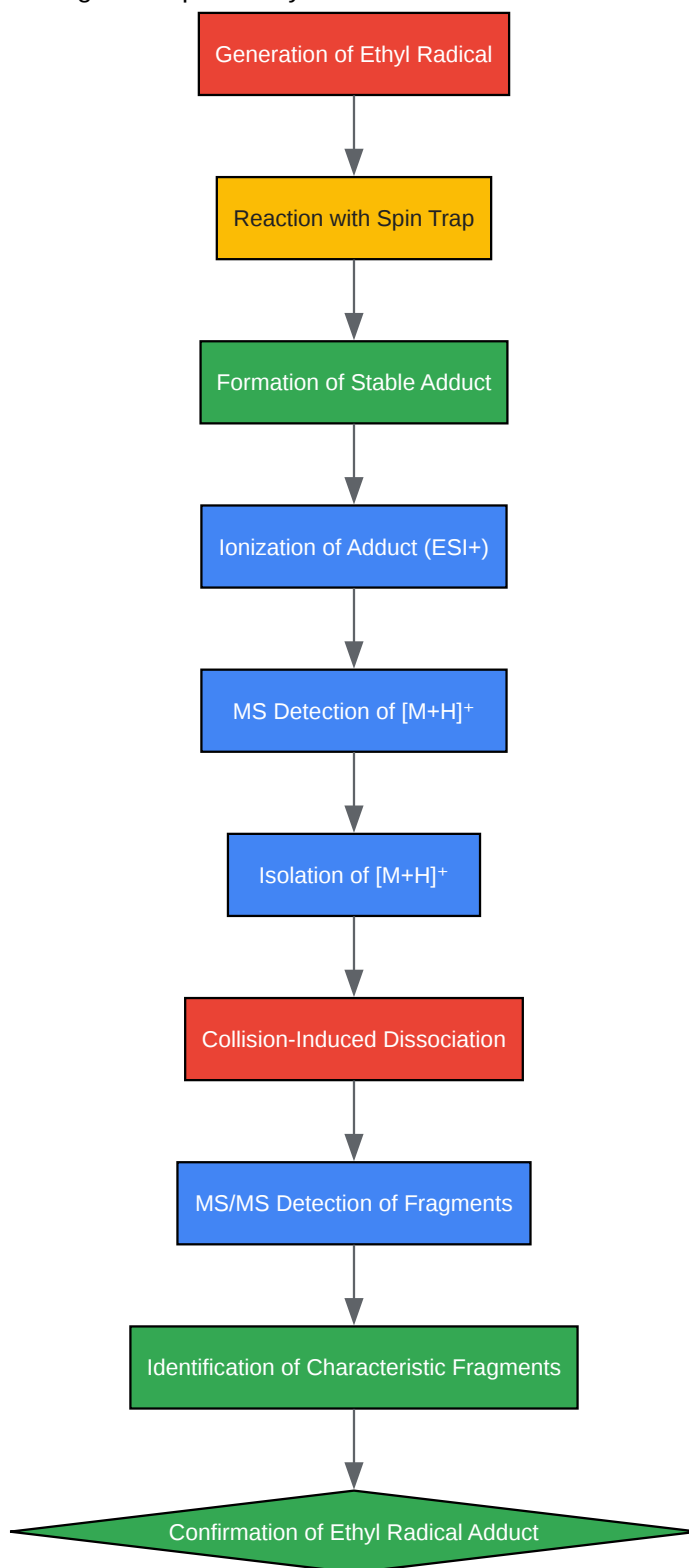 Generation of Ethyl Radical
Reaction with Spin Trap
Formation of Stable Adduct
Ionization of Adduct (ESI+)
MS Detection of [M+H]⁺
Isolation of [M+H]⁺
Collision-Induced Dissociation
MS/MS Detection of Fragments
Identification of Characteristic Fragments
Confirmation of Ethyl Radical Adduct